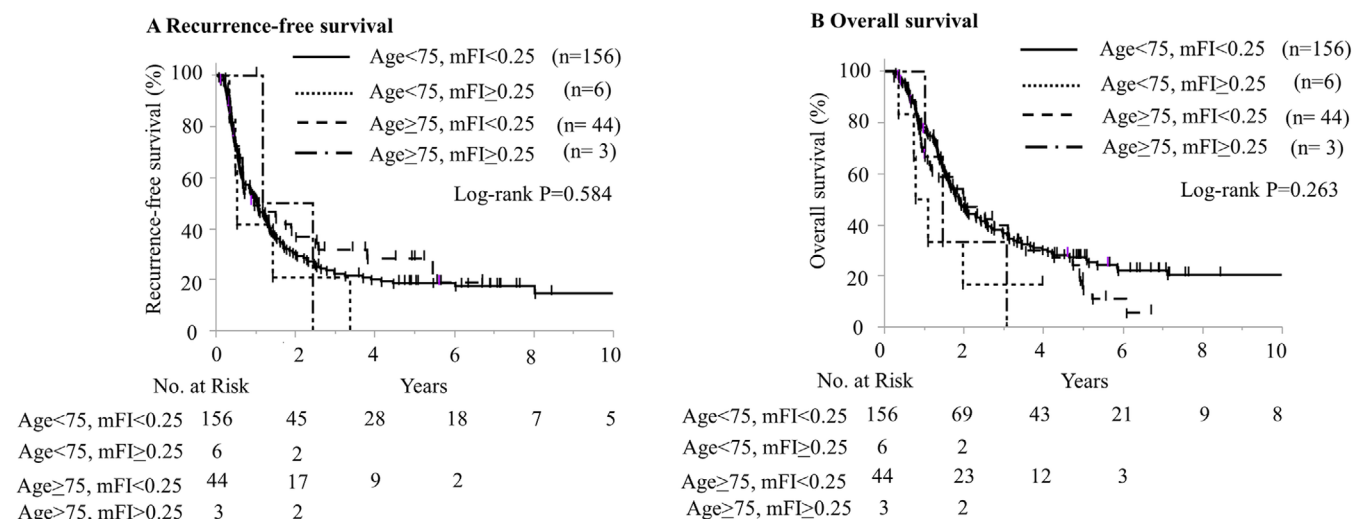 A Recurrence-free survival
Age<75, mFI<0.25 (n=156)
Age<75, mFI≥0.25 (n=6)
Age≥75, mFI<0.25 (n= 44)
Age≥75, mFI≥0.25 (n= 3)
Log-rank P=0.584
Recurrence-free survival (%)
100
80
60
40
20
0
0 2 4 6 8 10
No. at Risk Years
Age<75, mFI<0.25 156 45 28 18 7 5
Age<75, mFI≥0.25 6 2
Age≥75, mFI<0.25 44 17 9 2
Age≥75, mFI≥0.25 3 2
B Overall survival
Age<75, mFI<0.25 (n=156)
Age<75, mFI≥0.25 (n=6)
Age≥75, mFI<0.25 (n= 44)
Age≥75, mFI≥0.25 (n= 3)
Log-rank P=0.263
Overall survival (%)
100
80
60
40
20
0
0 2 4 6 8 10
No. at Risk Years
Age<75, mFI<0.25 156 69 43 21 9 8
Age<75, mFI≥0.25 6 2
Age≥75, mFI<0.25 44 23 12 3
Age≥75, mFI≥0.25 3 2